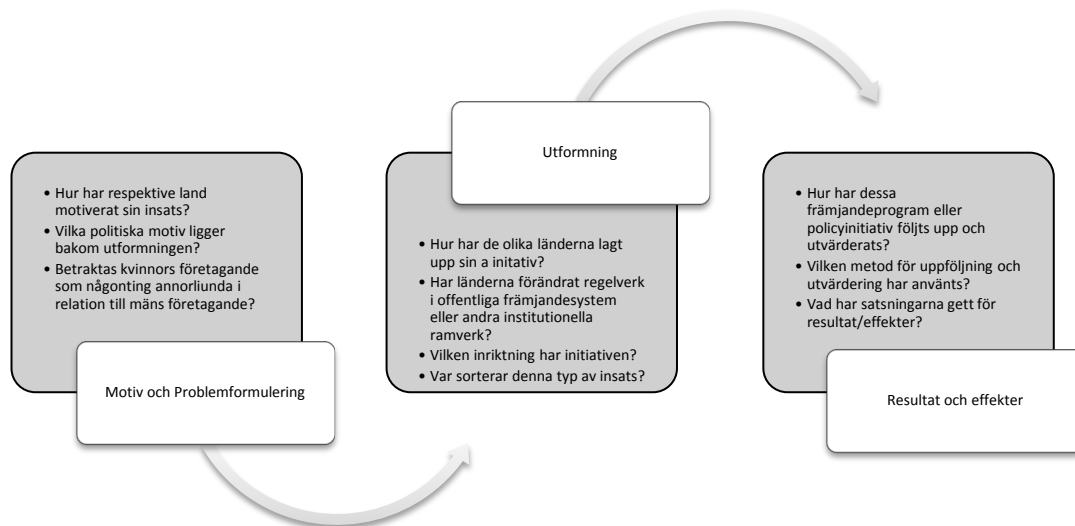 • Hur har respektive land
motiverat sin insats?
• Vilka politiska motiv ligger
bakom utformningen?
• Betraktas kvinnors företagande
som någonting annorliunda i
relation till mäns företagande?
Motiv och Problemformulering
Utformning
• Hur har de olika länderna lagt
upp sin a initativ?
• Har länderna förändrat regelverk
i offentliga främjandesystem
eller andra institutionella
ramverk?
• Vilken inriktning har initiativen?
• Var sorterar denna typ av insats?
• Hur har dessa
främjandeprogram eller
policyinitiativ följts upp och
utvärderats?
• Vilken metod för uppföljning och
utvärdering har använts?
• Vad har satsningarna gett för
resultat/effekter?
Resultat och effekter